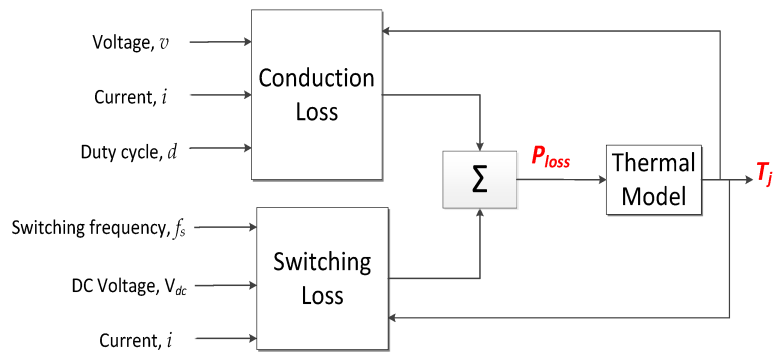 Voltage, v
Current, i
Duty cycle, d
Conduction
Loss
Σ
P_loss
Thermal
Model
T_j
Switching frequency, f_s
DC Voltage, V_dc
Current, i
Switching
Loss